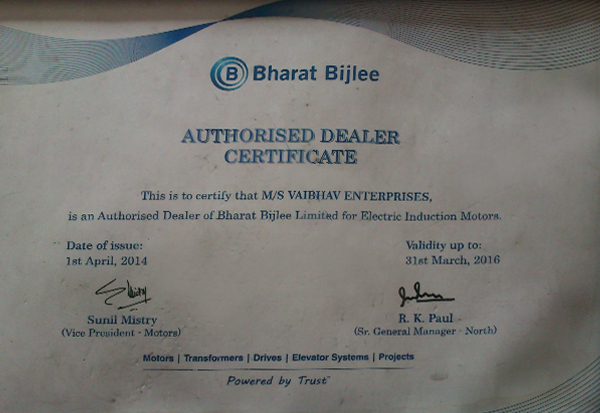 B Bharat Bijlee
AUTHORISED DEALER
CERTIFICATE
This is to certify that M/S VAIBHAV ENTERPRISES,
is an Authorised Dealer of Bharat Bijlee Limited for Electric Induction Motors.
Date of issue: Validity up to:
1st April, 2014 31st March, 2016
SMistry
Sunil Mistry R. K. Paul
(Vice President - Motors) (Sr. General Manager - North)
Motors | Transformers | Drives | Elevator Systems | Projects
Powered by Trust™